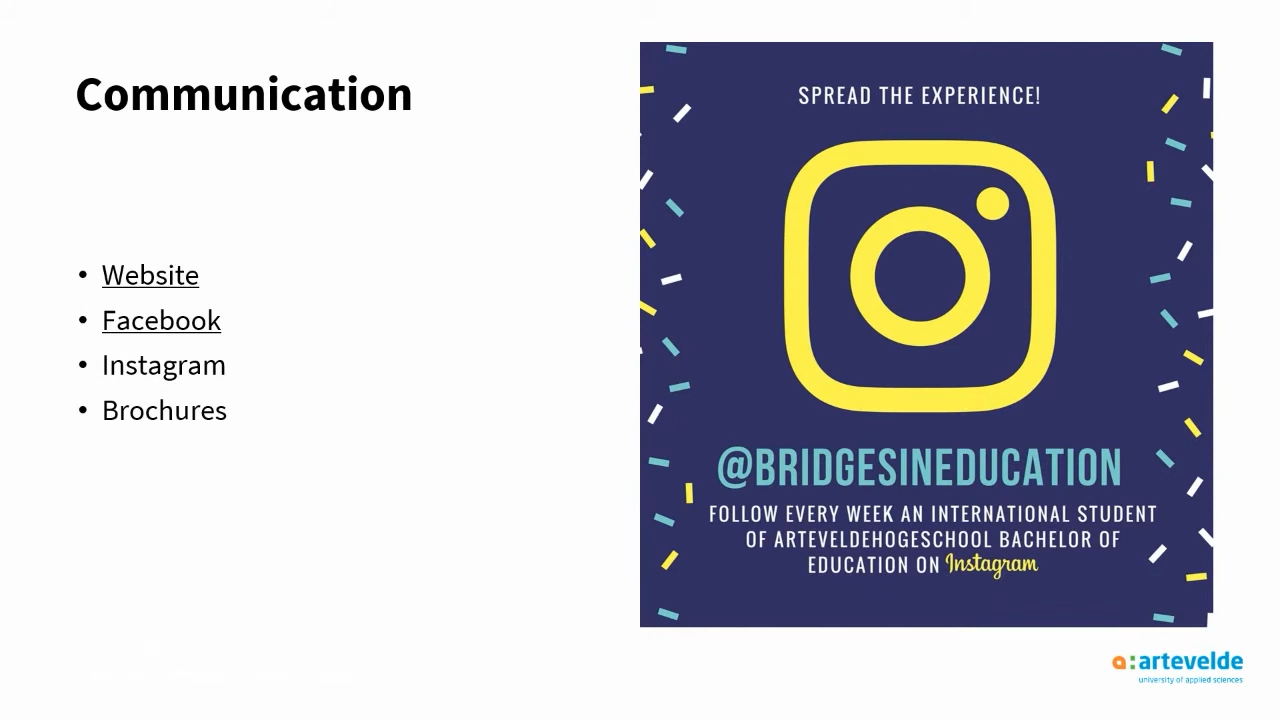 Communication
• Website
• Facebook
• Instagram
• Brochures
SPREAD THE EXPERIENCE!
@BRIDGESINEDUCATION
FOLLOW EVERY WEEK AN INTERNATIONAL STUDENT
OF ARTEVELDEHOGESCHOOL BACHELOR OF
EDUCATION ON Instagram
a:artevelde
university of applied sciences